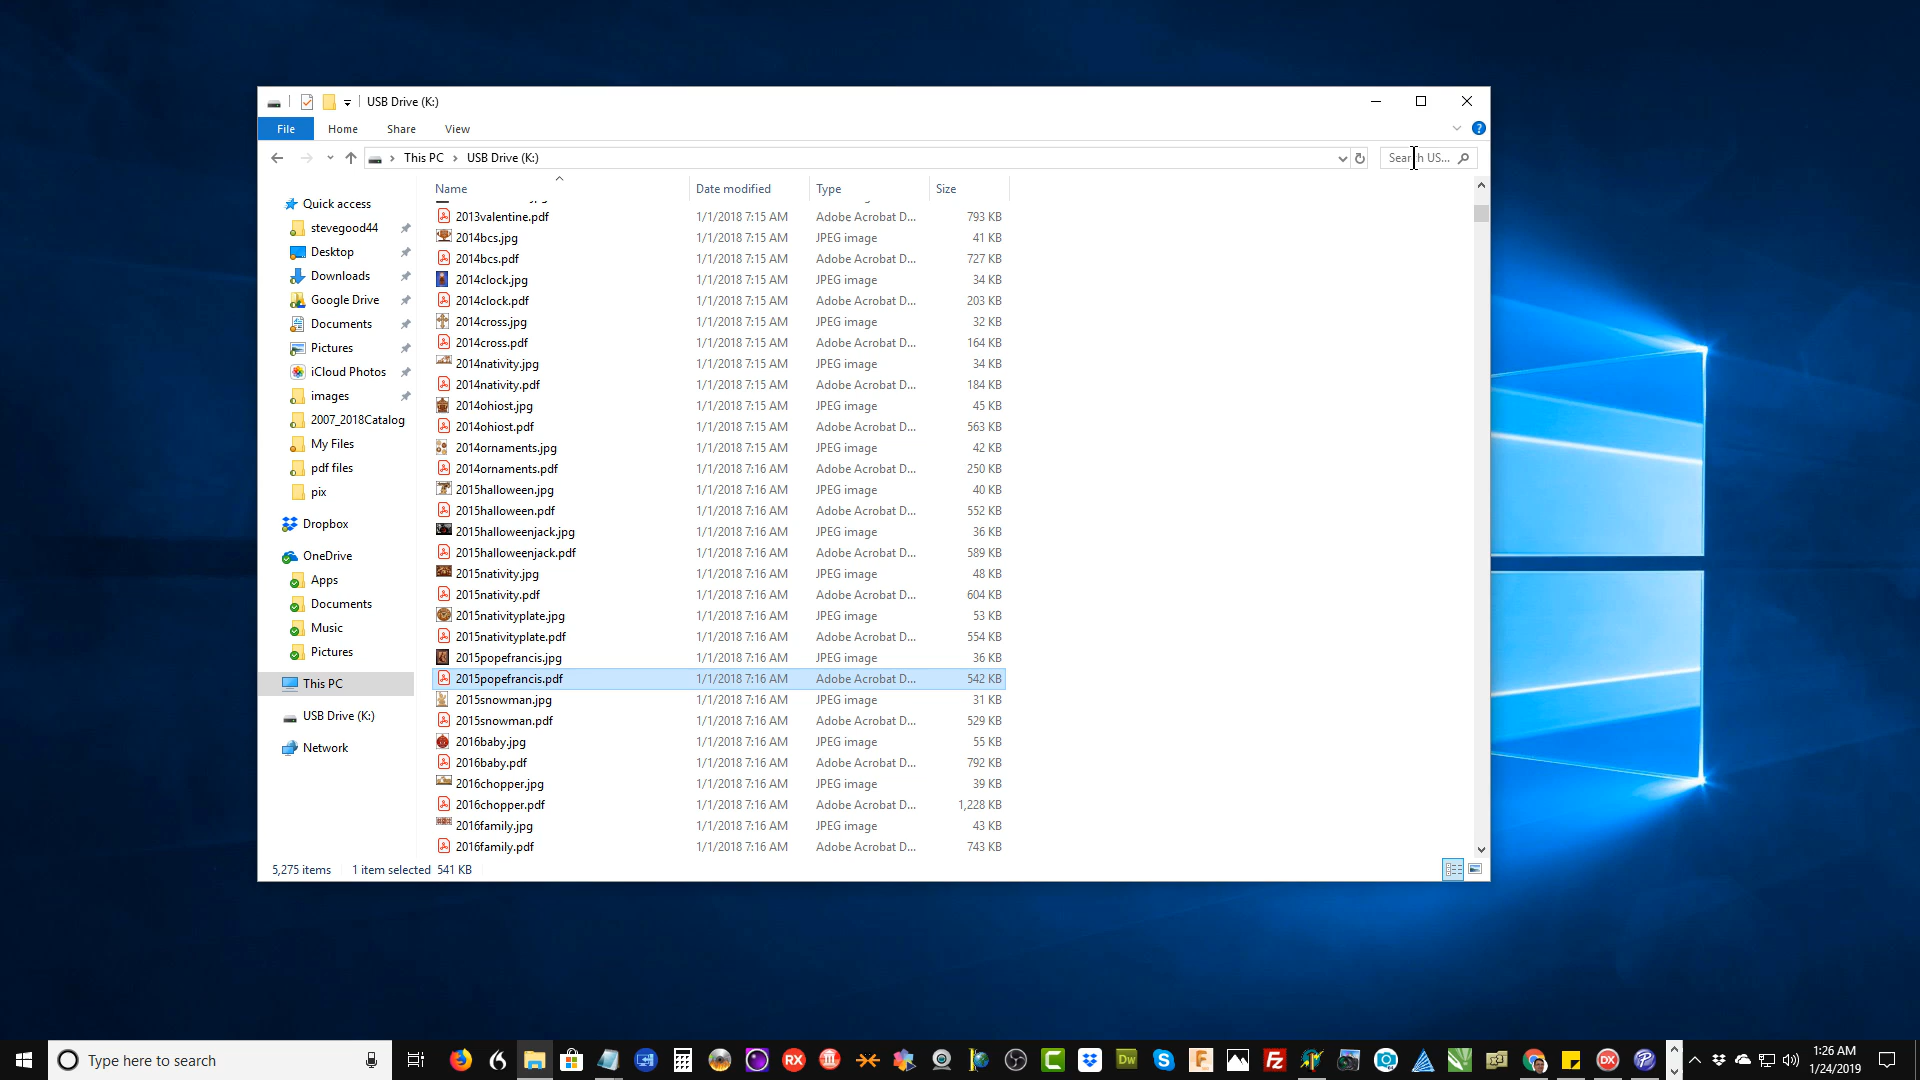 USB Drive (K:)
File Home Share View
This PC USB Drive (K:) Search US...
Name Date modified Type Size
Quick access
stevegood44
Desktop
Downloads
Google Drive
Documents
Pictures
iCloud Photos
images
2007_2018Catalog
My Files
pdf files
pix
Dropbox
OneDrive
Apps
Documents
Music
Pictures
This PC
USB Drive (K:)
Network
2013valentine.pdf 1/1/2018 7:15 AM Adobe Acrobat D... 793 KB
2014bcs.jpg 1/1/2018 7:15 AM JPEG image 41 KB
2014bcs.pdf 1/1/2018 7:15 AM Adobe Acrobat D... 727 KB
2014clock.jpg 1/1/2018 7:15 AM JPEG image 34 KB
2014clock.pdf 1/1/2018 7:15 AM Adobe Acrobat D... 203 KB
2014cross.jpg 1/1/2018 7:15 AM JPEG image 32 KB
2014cross.pdf 1/1/2018 7:15 AM Adobe Acrobat D... 164 KB
2014nativity.jpg 1/1/2018 7:15 AM JPEG image 34 KB
2014nativity.pdf 1/1/2018 7:15 AM Adobe Acrobat D... 184 KB
2014ohiost.jpg 1/1/2018 7:15 AM JPEG image 45 KB
2014ohiost.pdf 1/1/2018 7:15 AM Adobe Acrobat D... 563 KB
2014ornaments.jpg 1/1/2018 7:15 AM JPEG image 42 KB
2014ornaments.pdf 1/1/2018 7:16 AM Adobe Acrobat D... 250 KB
2015halloween.jpg 1/1/2018 7:16 AM JPEG image 40 KB
2015halloween.pdf 1/1/2018 7:16 AM Adobe Acrobat D... 552 KB
2015halloweenjack.jpg 1/1/2018 7:16 AM JPEG image 36 KB
2015halloweenjack.pdf 1/1/2018 7:16 AM Adobe Acrobat D... 589 KB
2015nativity.jpg 1/1/2018 7:16 AM JPEG image 48 KB
2015nativity.pdf 1/1/2018 7:16 AM Adobe Acrobat D... 604 KB
2015nativityplate.jpg 1/1/2018 7:16 AM JPEG image 53 KB
2015nativityplate.pdf 1/1/2018 7:16 AM Adobe Acrobat D... 554 KB
2015popefrancis.jpg 1/1/2018 7:16 AM JPEG image 36 KB
2015popefrancis.pdf 1/1/2018 7:16 AM Adobe Acrobat D... 542 KB
2015snowman.jpg 1/1/2018 7:16 AM JPEG image 31 KB
2015snowman.pdf 1/1/2018 7:16 AM Adobe Acrobat D... 529 KB
2016baby.jpg 1/1/2018 7:16 AM JPEG image 55 KB
2016baby.pdf 1/1/2018 7:16 AM Adobe Acrobat D... 792 KB
2016chopper.jpg 1/1/2018 7:16 AM JPEG image 39 KB
2016chopper.pdf 1/1/2018 7:16 AM Adobe Acrobat D... 1,228 KB
2016family.jpg 1/1/2018 7:16 AM JPEG image 43 KB
2016family.pdf 1/1/2018 7:16 AM Adobe Acrobat D... 743 KB
5,275 items 1 item selected 541 KB
Type here to search
RX
Dw
Fz
DX
1:26 AM
1/24/2019